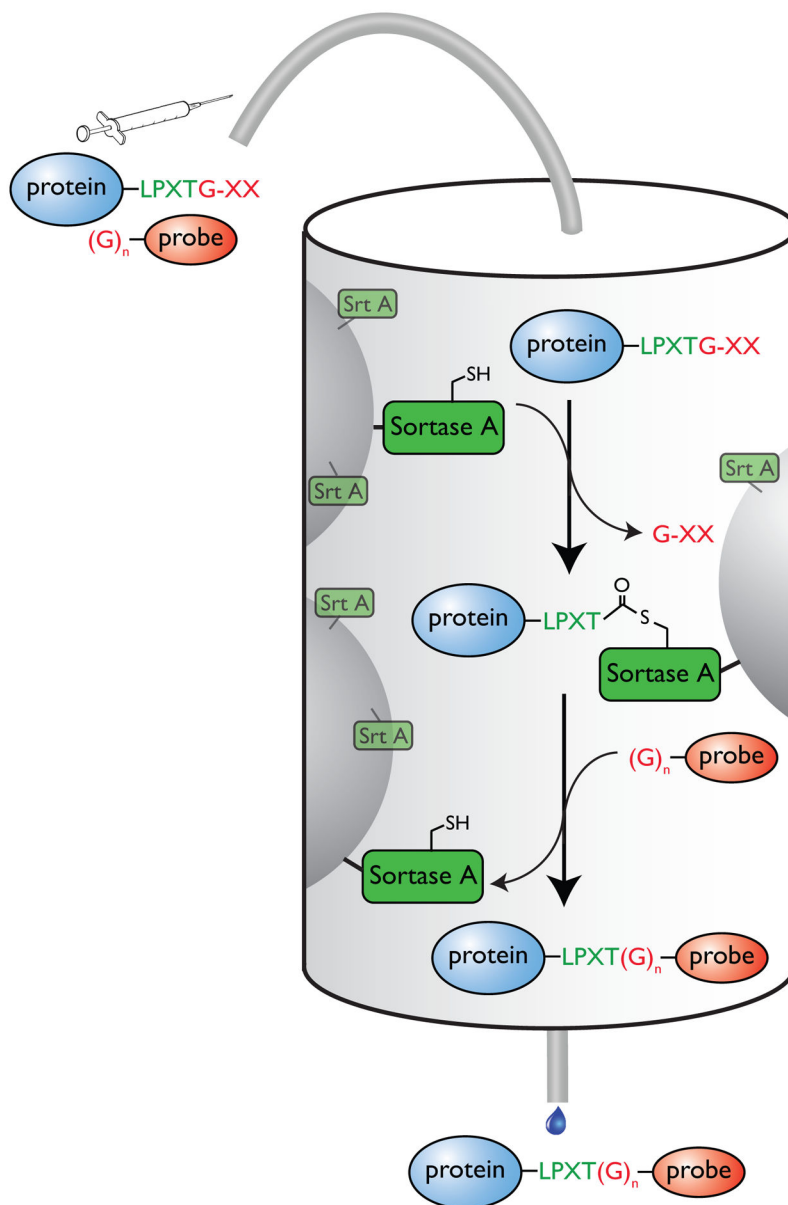 protein LPXTG-XX
(G)n probe
Srt A
protein LPXTG-XX
SH
Sortase A
Srt A
Srt A
G-XX
Srt A
O
protein LPXT S
Sortase A
Srt A
(G)n probe
SH
Sortase A
protein LPXT(G)n probe
protein LPXT(G)n probe